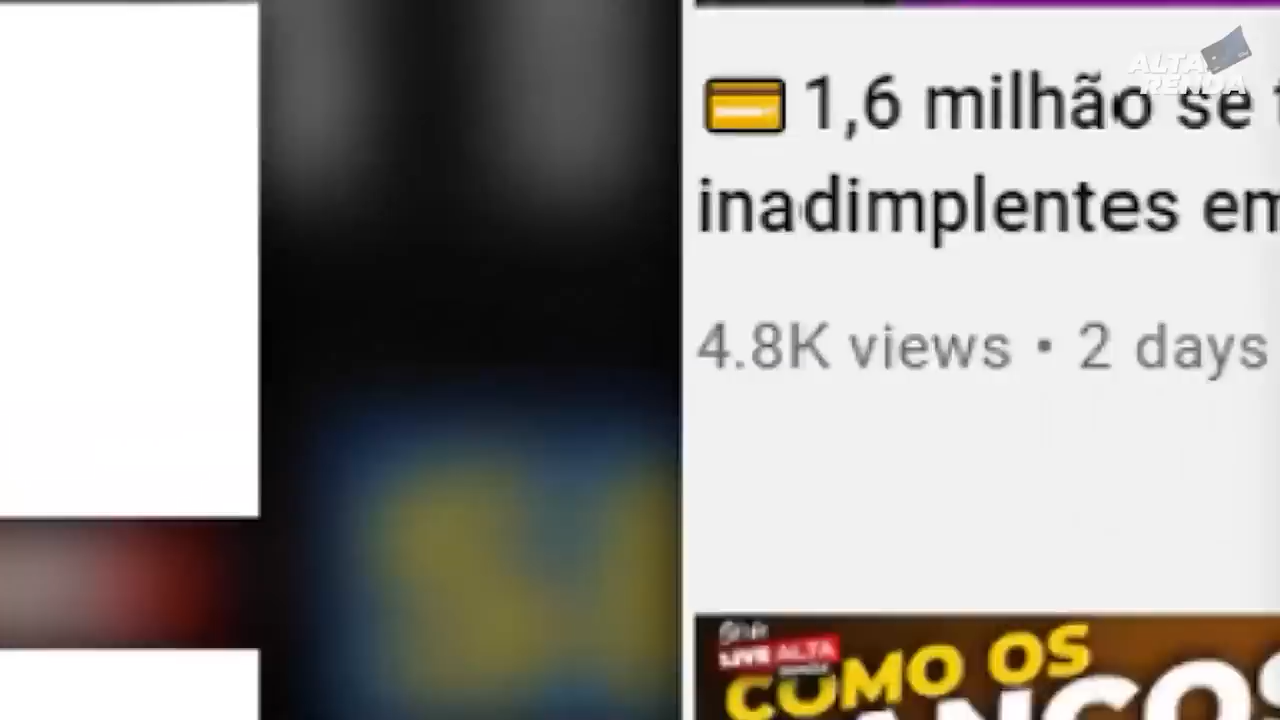 ALTA
RENDA
1,6 milhão se
inadimplentes em
4.8K views • 2 days
LIVE ALTA
COMO OS